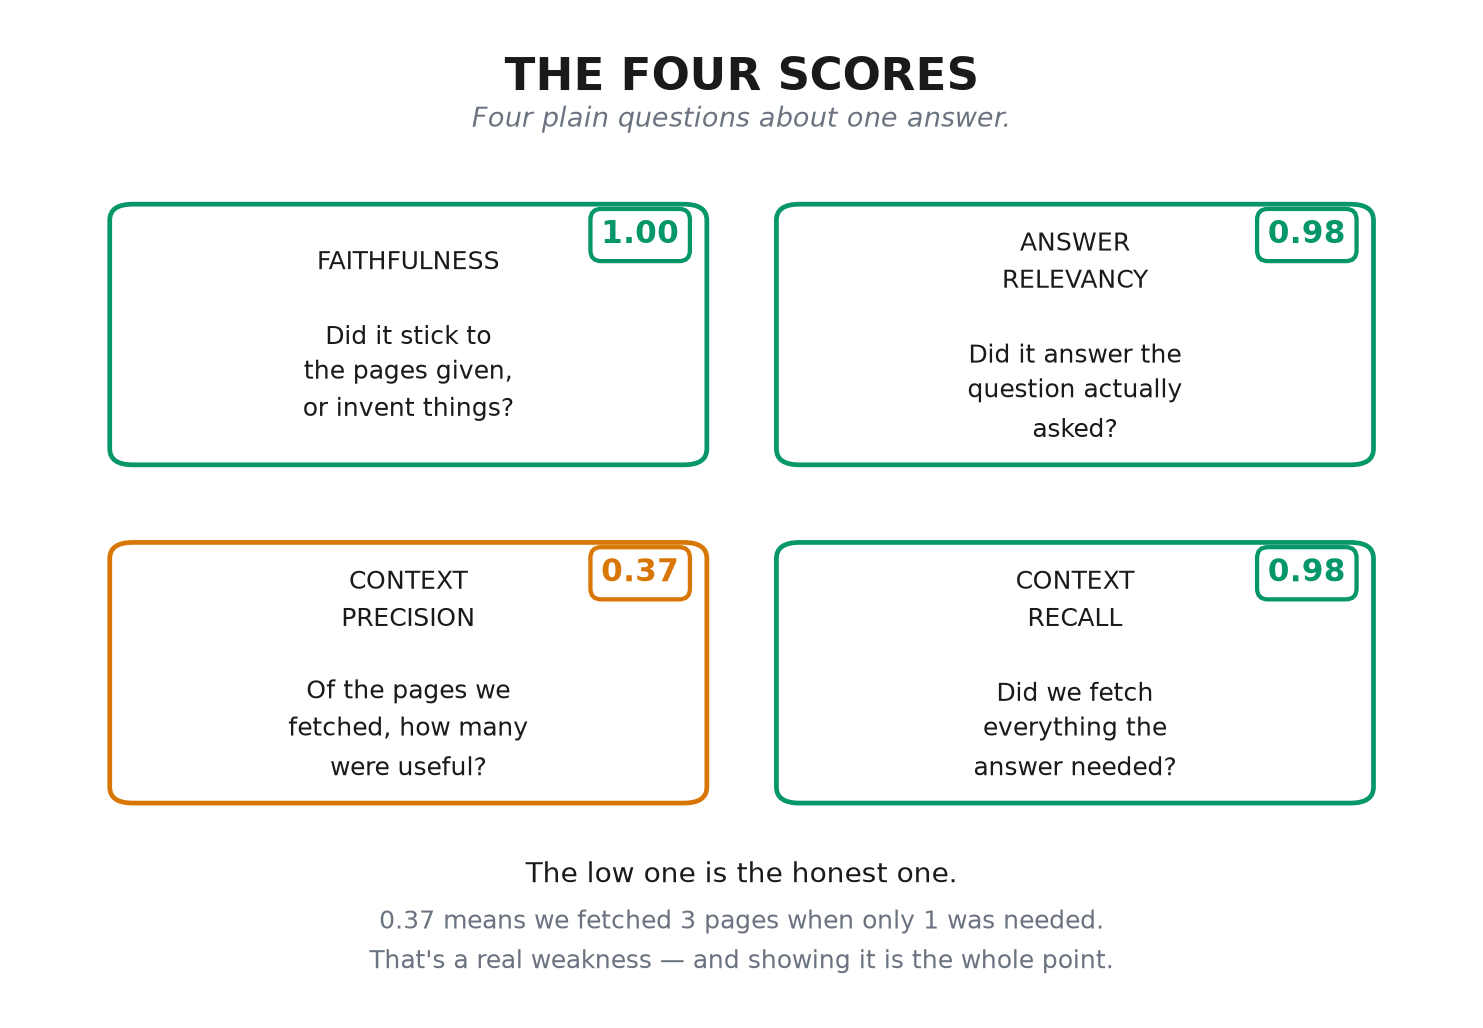 THE FOUR SCORES
Four plain questions about one answer.
1.00
FAITHFULNESS
Did it stick to
the pages given,
or invent things?
0.98
ANSWER
RELEVANCY
Did it answer the
question actually
asked?
0.37
CONTEXT
PRECISION
Of the pages we
fetched, how many
were useful?
0.98
CONTEXT
RECALL
Did we fetch
everything the
answer needed?
The low one is the honest one.
0.37 means we fetched 3 pages when only 1 was needed.
That's a real weakness — and showing it is the whole point.